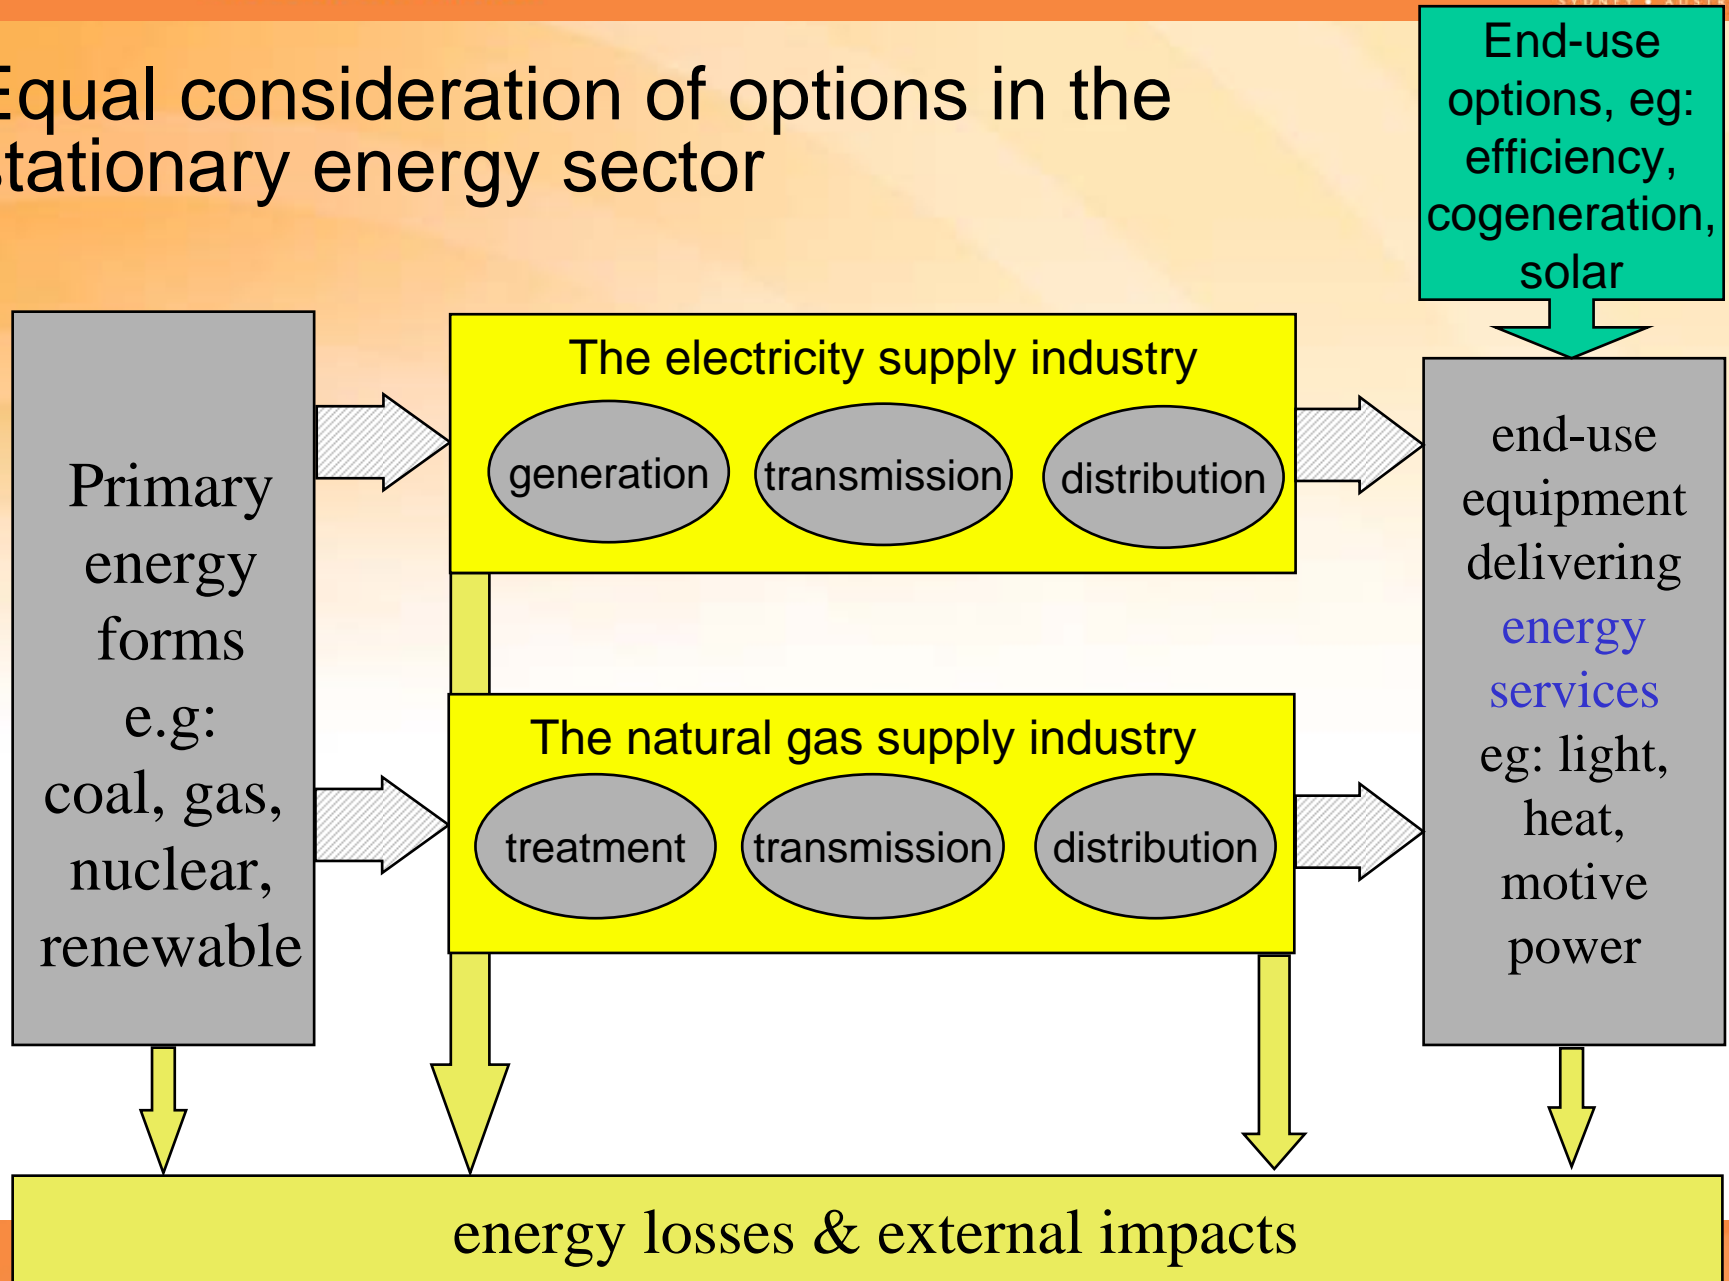 Equal consideration of options in the
stationary energy sector
End-use
options, eg:
efficiency,
cogeneration,
solar
Primary
energy
forms
e.g:
coal, gas,
nuclear,
renewable
The electricity supply industry
generation
transmission
distribution
The natural gas supply industry
treatment
transmission
distribution
end-use
equipment
delivering
energy
services
eg: light,
heat,
motive
power
energy losses & external impacts